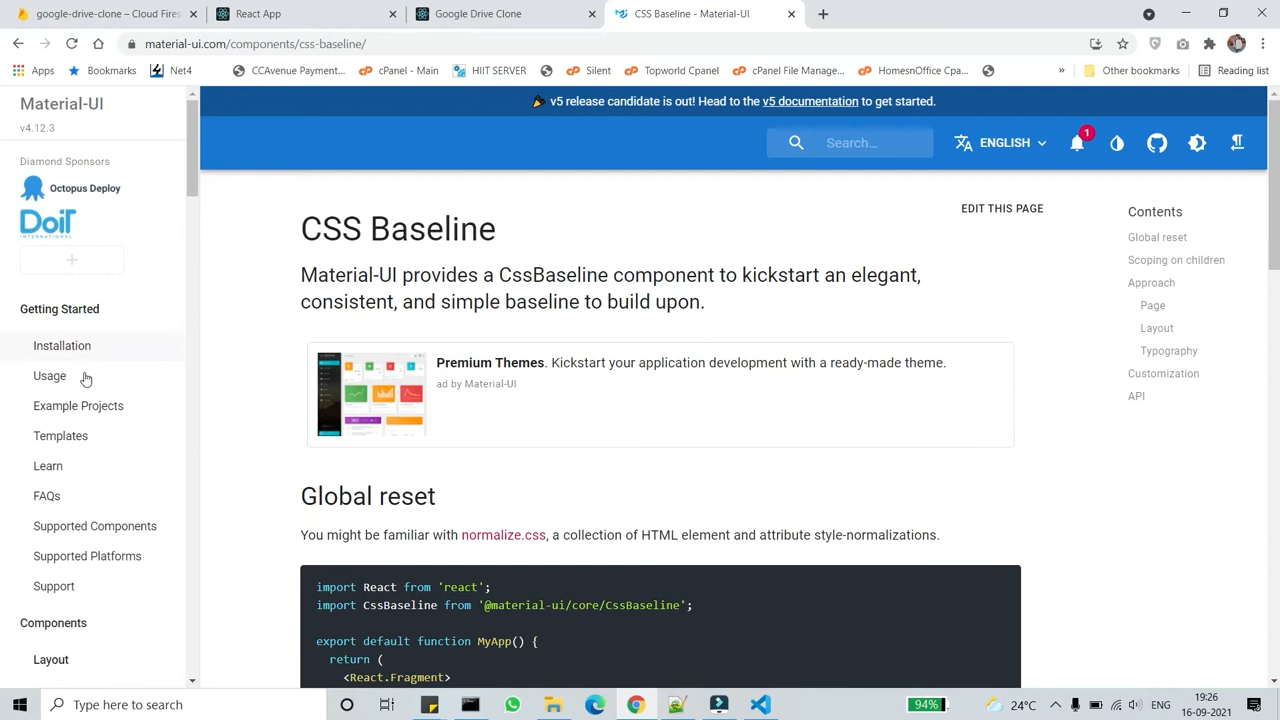 google-drive-clone – Cloud Fires
React App
Google Drive Clone
CSS Baseline - Material-UI
material-ui.com/components/css-baseline/
Apps
Bookmarks
Net4
CCAvenue Payment...
cPanel - Main
HIIT SERVER
Silent
Topworld Cpanel
cPanel File Manage...
HomesnOffice Cpa...
»
Other bookmarks
Reading list
Material-UI
v4.12.3
Diamond Sponsors
Octopus Deploy
DoiT
INTERNATIONAL
+
Getting Started
Installation
Usage
Example Projects
Templates
Learn
FAQs
Supported Components
Supported Platforms
Support
Components
Layout
v5 release candidate is out! Head to the v5 documentation to get started.
Search…
ENGLISH
1
EDIT THIS PAGE
CSS Baseline
Material-UI provides a CssBaseline component to kickstart an elegant,
consistent, and simple baseline to build upon.
Premium Themes. Kickstart your application development with a ready-made theme.
ad by Material-UI
Global reset
You might be familiar with normalize.css, a collection of HTML element and attribute style-normalizations.
import React from 'react';
import CssBaseline from '@material-ui/core/CssBaseline';
export default function MyApp() {
return (
<React.Fragment>
Contents
Global reset
Scoping on children
Approach
Page
Layout
Typography
Customization
API
Type here to search
94%
24°C
ENG
19:26
16-09-2021